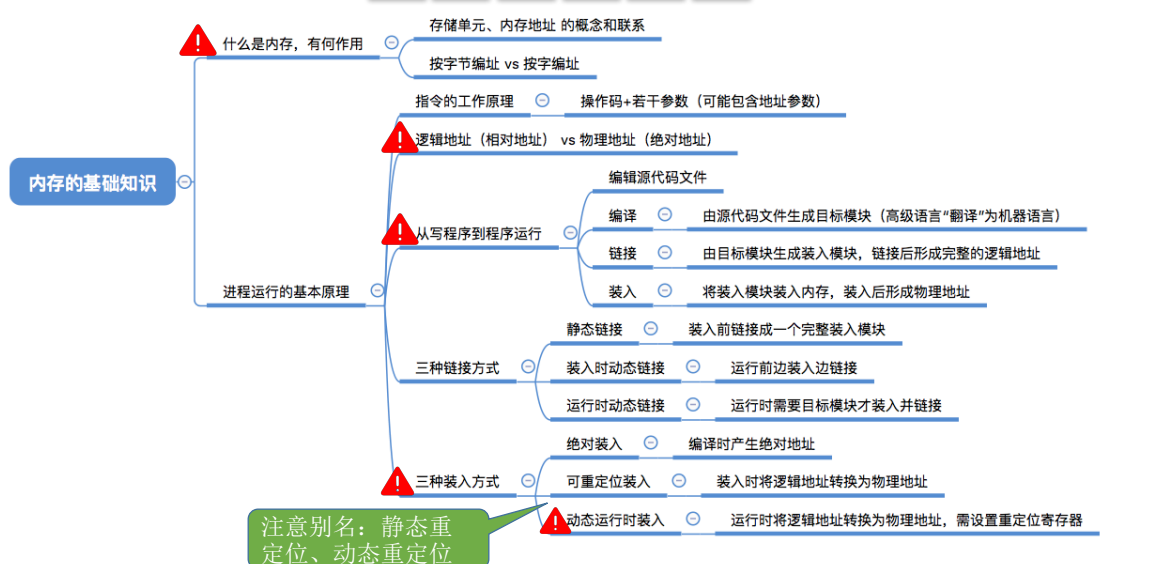 内存的基础知识
什么是内存，有何作用
存储单元、内存地址 的概念和联系
按字节编址 vs 按字编址
进程运行的基本原理
指令的工作原理
操作码+若干参数（可能包含地址参数）
逻辑地址（相对地址） vs 物理地址（绝对地址）
从写程序到程序运行
编辑源代码文件
编译
由源代码文件生成目标模块（高级语言“翻译”为机器语言）
链接
由目标模块生成装入模块，链接后形成完整的逻辑地址
装入
将装入模块装入内存，装入后形成物理地址
三种链接方式
静态链接
装入前链接成一个完整装入模块
装入时动态链接
运行前边装入边链接
运行时动态链接
运行时需要目标模块才装入并链接
三种装入方式
绝对装入
编译时产生绝对地址
可重定位装入
装入时将逻辑地址转换为物理地址
动态运行时装入
运行时将逻辑地址转换为物理地址，需设置重定位寄存器
注意别名：静态重
定位、动态重定位